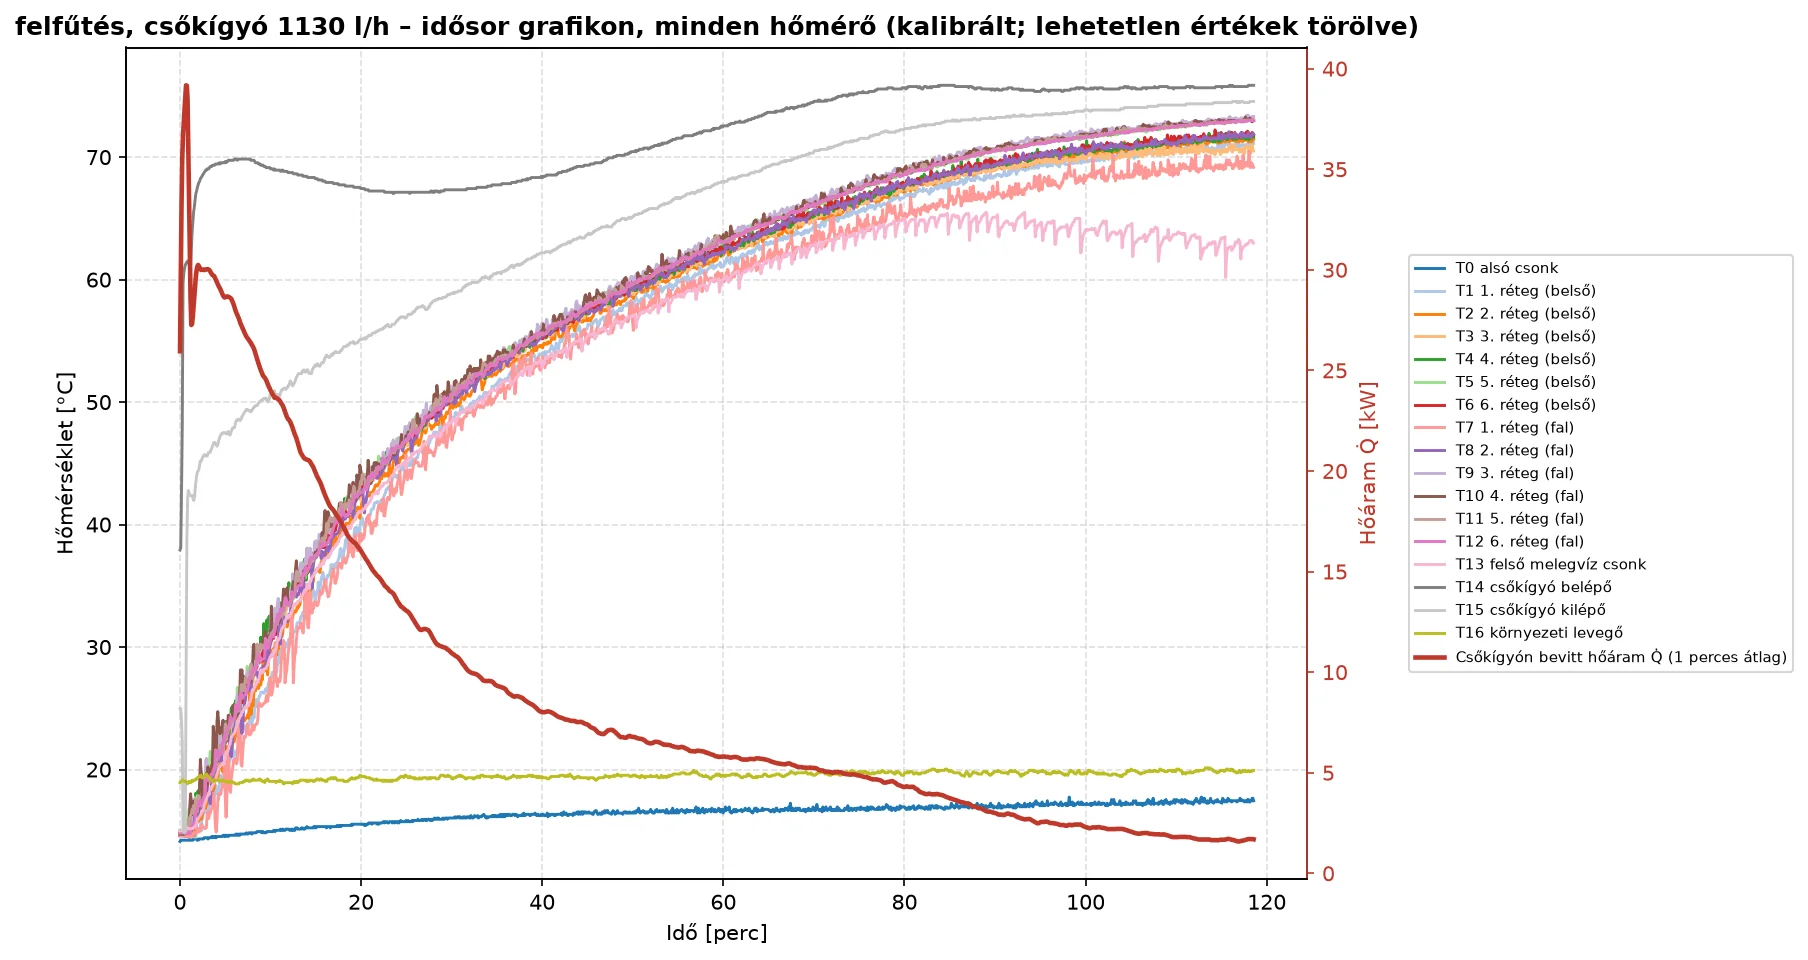 felfűtés, csőkígyó 1130 l/h – idősor grafikon, minden hőmérő (kalibrált; lehetetlen értékek törölve)
Hőmérséklet [°C]
70
60
50
40
30
20
0
20
40
60
80
100
120
Idő [perc]
40
35
30
25
20
15
10
5
0
Hőáram Q̇ [kW]
T0 alsó csonk
T1 1. réteg (belső)
T2 2. réteg (belső)
T3 3. réteg (belső)
T4 4. réteg (belső)
T5 5. réteg (belső)
T6 6. réteg (belső)
T7 1. réteg (fal)
T8 2. réteg (fal)
T9 3. réteg (fal)
T10 4. réteg (fal)
T11 5. réteg (fal)
T12 6. réteg (fal)
T13 felső melegvíz csonk
T14 csőkígyó belépő
T15 csőkígyó kilépő
T16 környezeti levegő
Csőkígyón bevitt hőáram Q̇ (1 perces átlag)